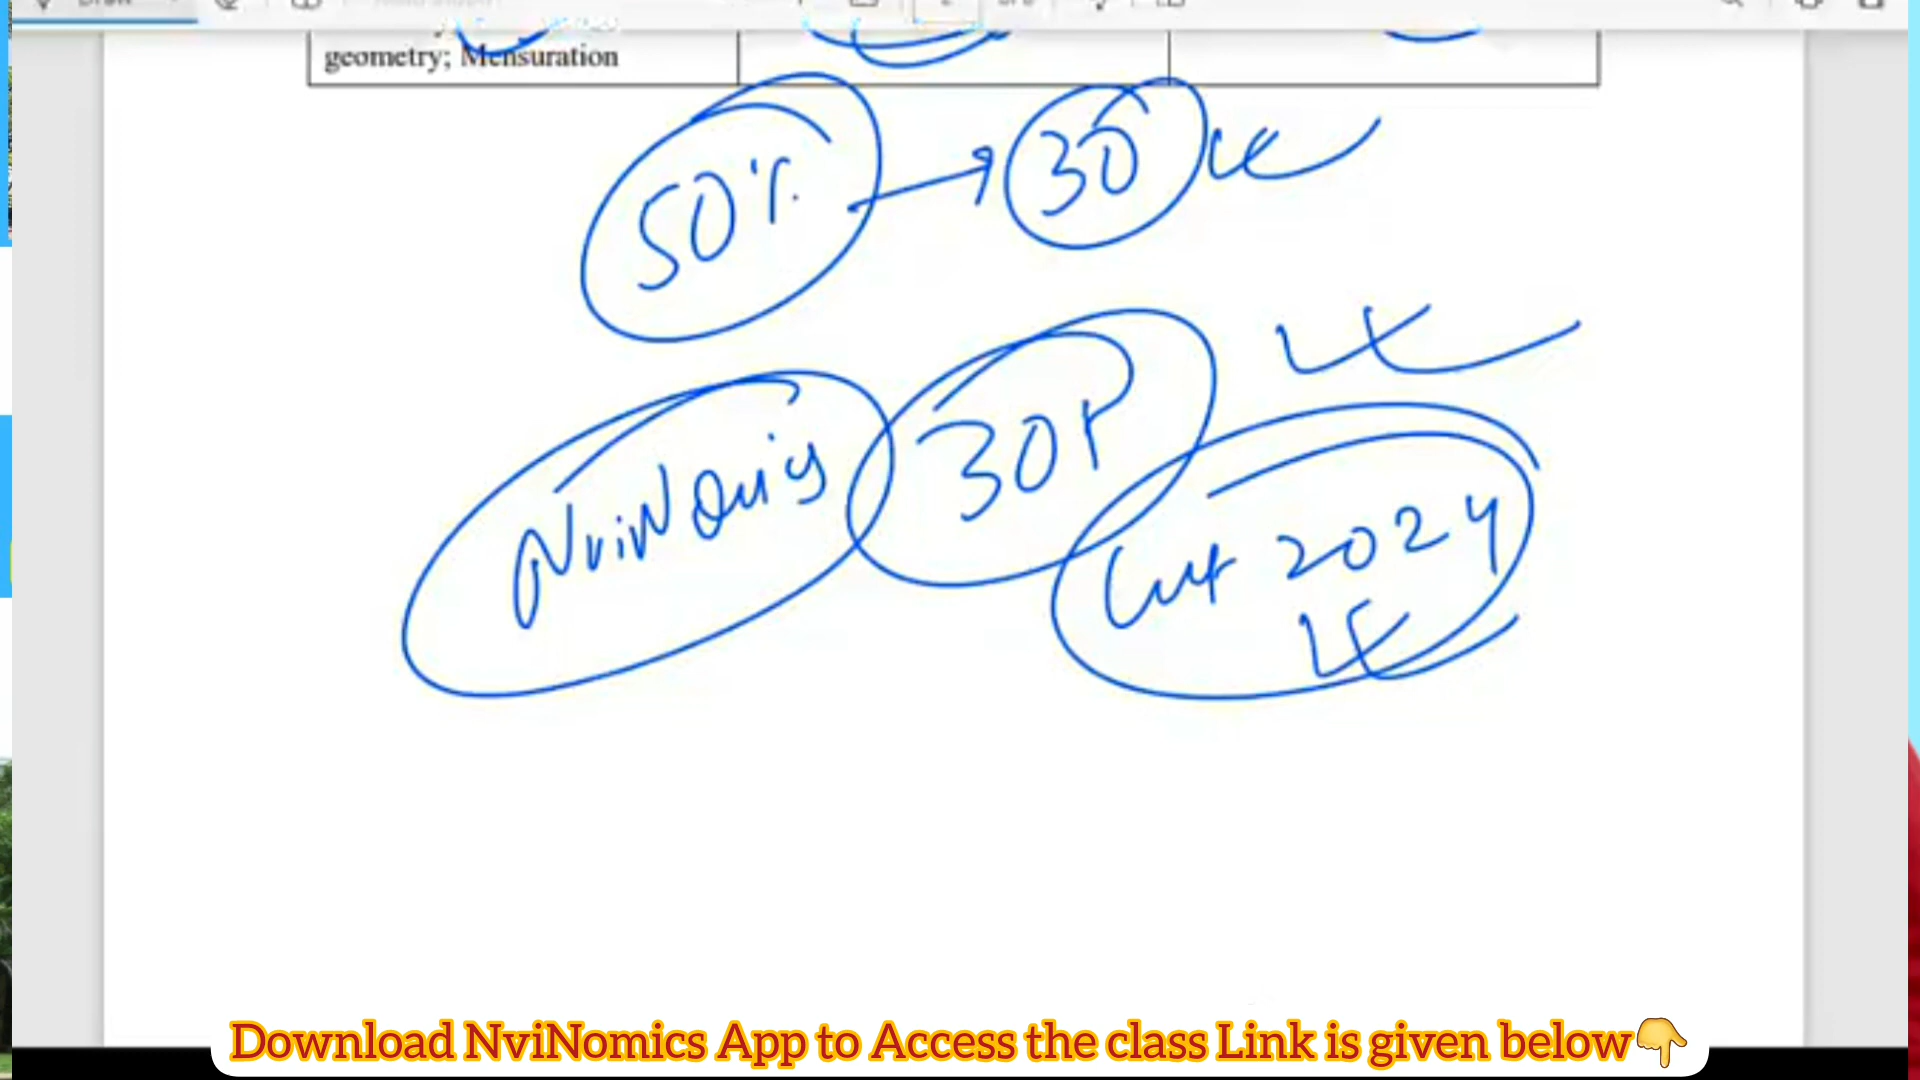 geometry; Mensuration
50% → 30
NviNomics 30P
Cut 2024
Download NviNomics App to Access the class Link is given below👇